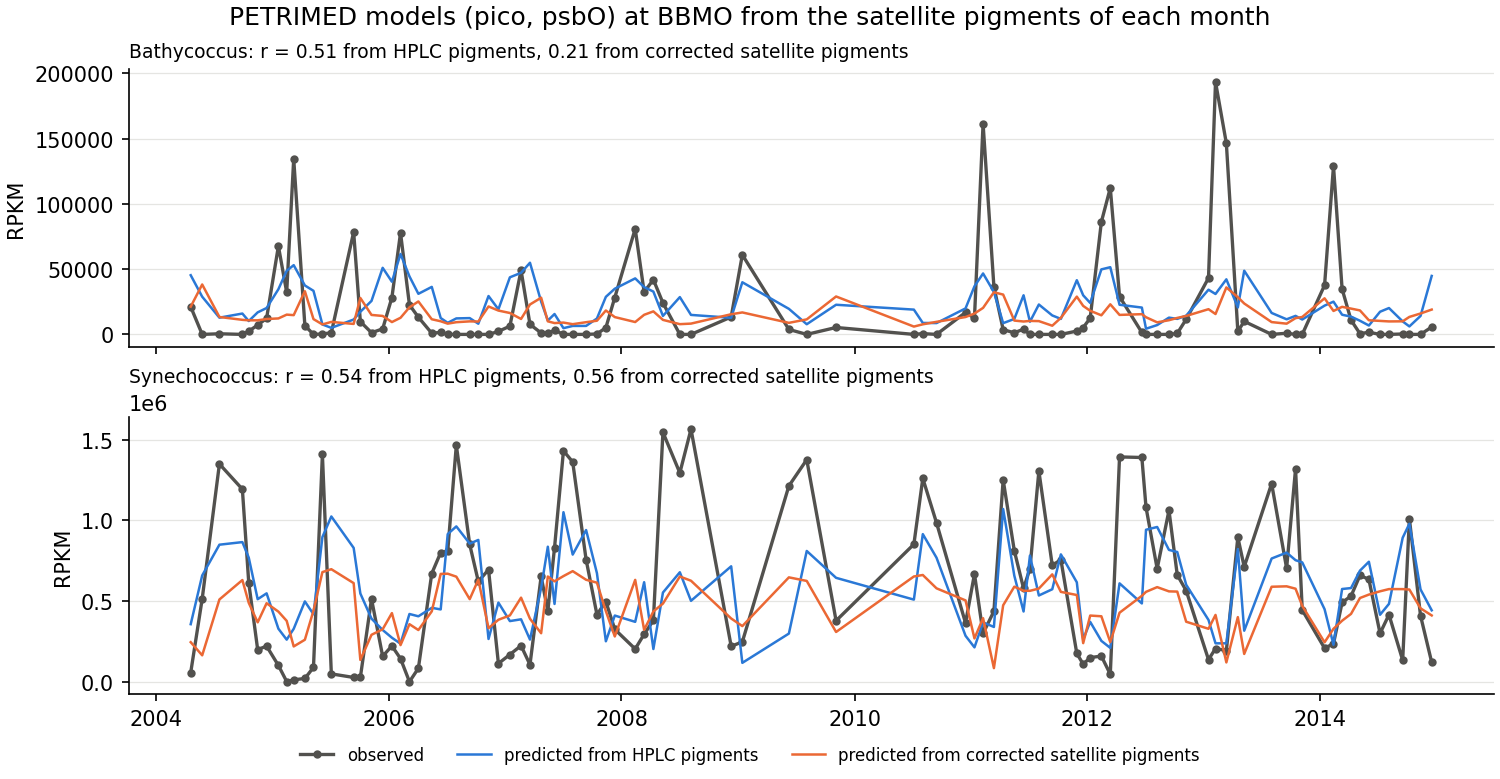 PETRIMED models (pico, psbO) at BBMO from the satellite pigments of each month
Bathycoccus: r = 0.51 from HPLC pigments, 0.21 from corrected satellite pigments
200000
150000
100000
50000
0
RPKM
Synechococcus: r = 0.54 from HPLC pigments, 0.56 from corrected satellite pigments
1e6
1.5
1.0
0.5
0.0
RPKM
2004 2006 2008 2010 2012 2014
observed predicted from HPLC pigments predicted from corrected satellite pigments